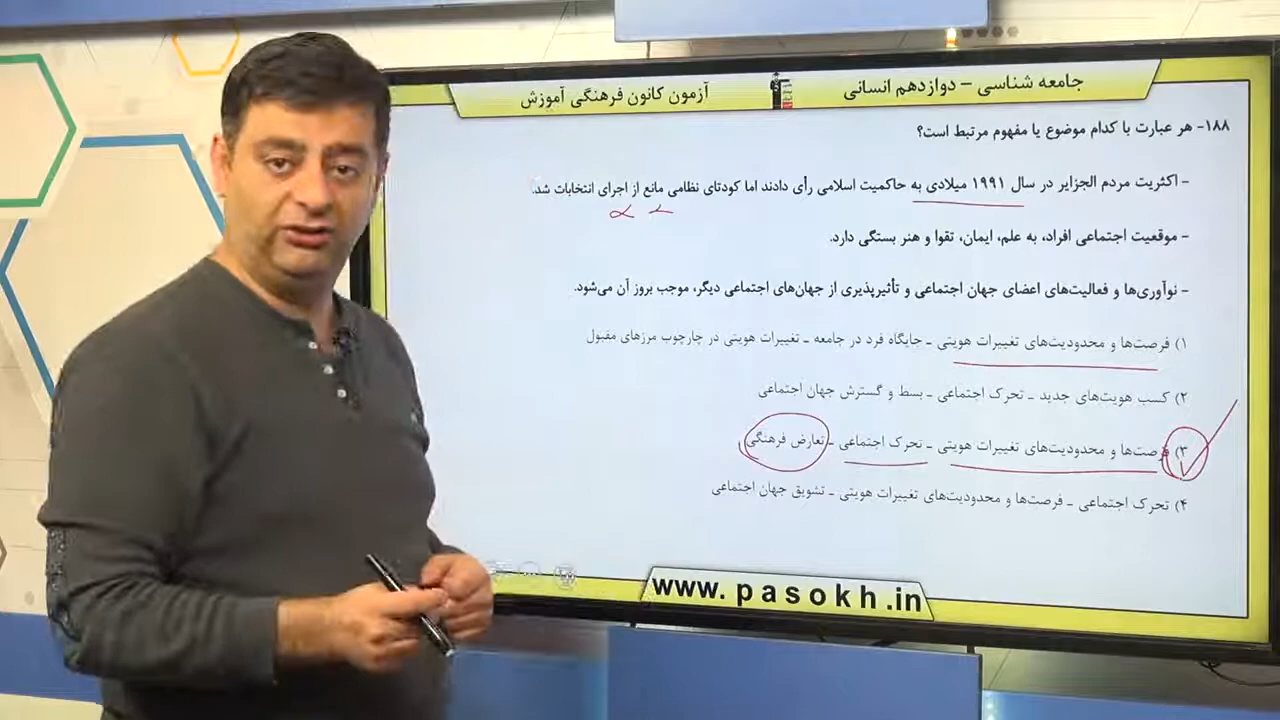 جامعه شناسی – دوازدهم انسانی
آزمون کانون فرهنگی آموزش
۱۸۸- هر عبارت با کدام موضوع یا مفهوم مرتبط است؟
- اکثریت مردم الجزایر در سال ۱۹۹۱ میلادی به حاکمیت اسلامی رأی دادند اما کودتای نظامی مانع از اجرای انتخابات شد.
- موقعیت اجتماعی افراد، به علم، ایمان، تقوا و هنر بستگی دارد.
- نوآوری‌ها و فعالیت‌های اعضای جهان اجتماعی و تأثیرپذیری از جهان‌های اجتماعی دیگر، موجب بروز آن می‌شود.
۱) فرصت‌ها و محدودیت‌های تغییرات هویتی ـ جایگاه فرد در جامعه ـ تغییرات هویتی در چارچوب مرزهای مقبول
۲) کسب هویت‌های جدید ـ تحرک اجتماعی ـ بسط و گسترش جهان اجتماعی
۳) فرصت‌ها و محدودیت‌های تغییرات هویتی ـ تحرک اجتماعی ـ تعارض فرهنگی
۴) تحرک اجتماعی ـ فرصت‌ها و محدودیت‌های تغییرات هویتی ـ تشویق جهان اجتماعی
www.pasokh.in